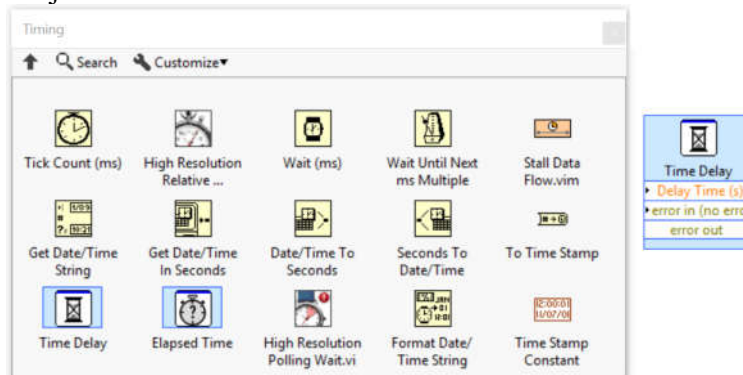 Timing
Search Customize
Tick Count (ms) High Resolution Wait (ms) Wait Until Next Stall Data
Relative ... ms Multiple Flow.vim
Get Date/Time Get Date/Time Date/Time To Seconds To To Time Stamp
String In Seconds Seconds Date/Time
Time Delay Elapsed Time High Resolution Format Date/ Time Stamp
Polling Wait.vi Time String Constant
Time Delay
Delay Time (s)
error in (no erro
error out